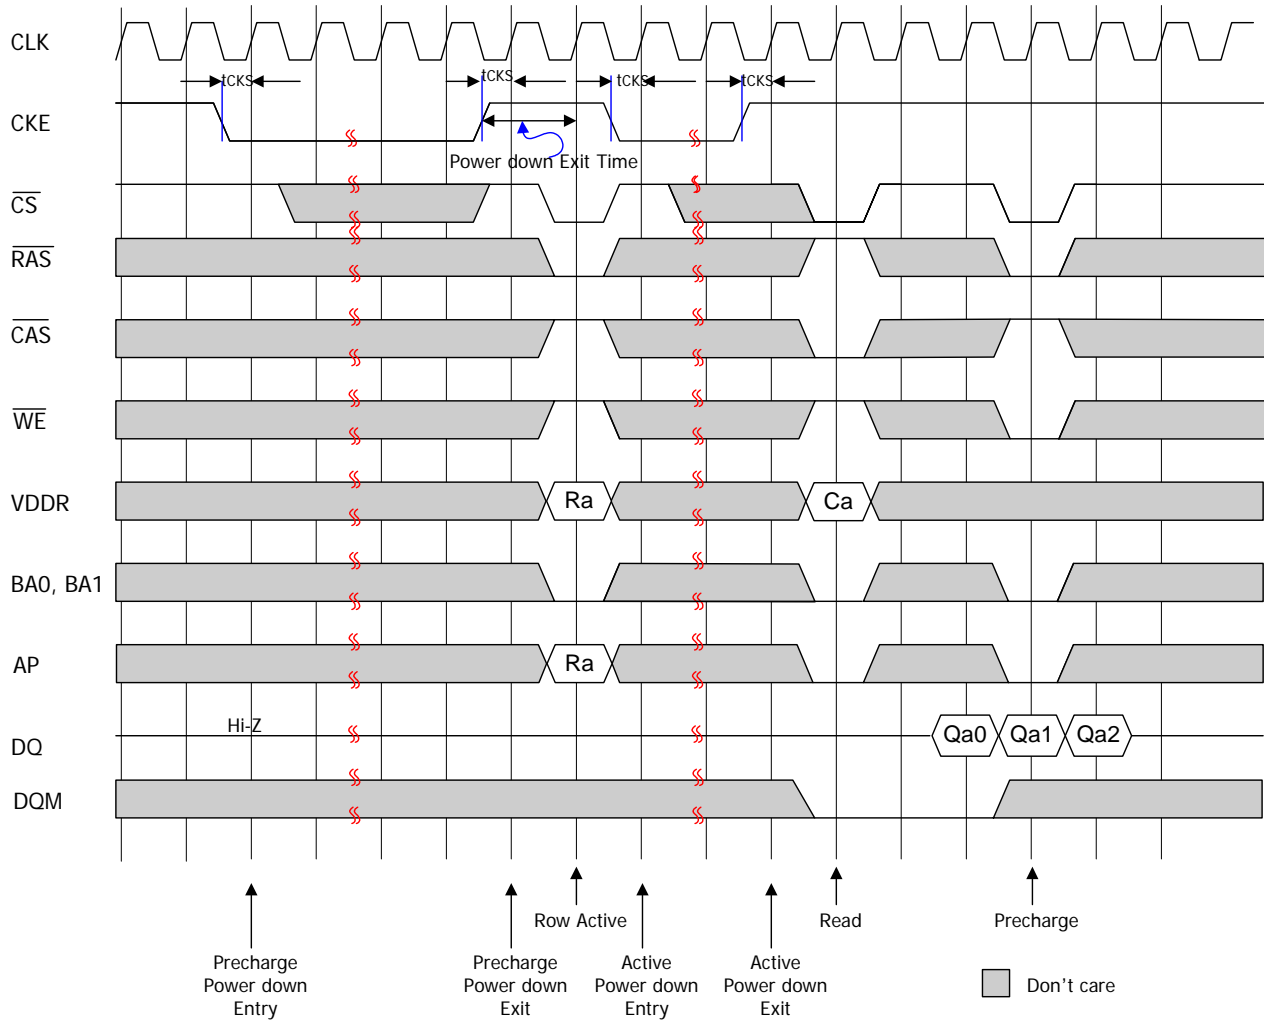 CLK
tCKS
tCKS
tCKS
tCKS
CKE
Power down Exit Time
CS
RAS
CAS
WE
VDDR
Ra
Ca
BA0, BA1
AP
Ra
Hi-Z
DQ
Qa0
Qa1
Qa2
DQM
Row Active
Read
Precharge
Precharge
Power down
Entry
Precharge
Power down
Exit
Active
Power down
Entry
Active
Power down
Exit
Don't care